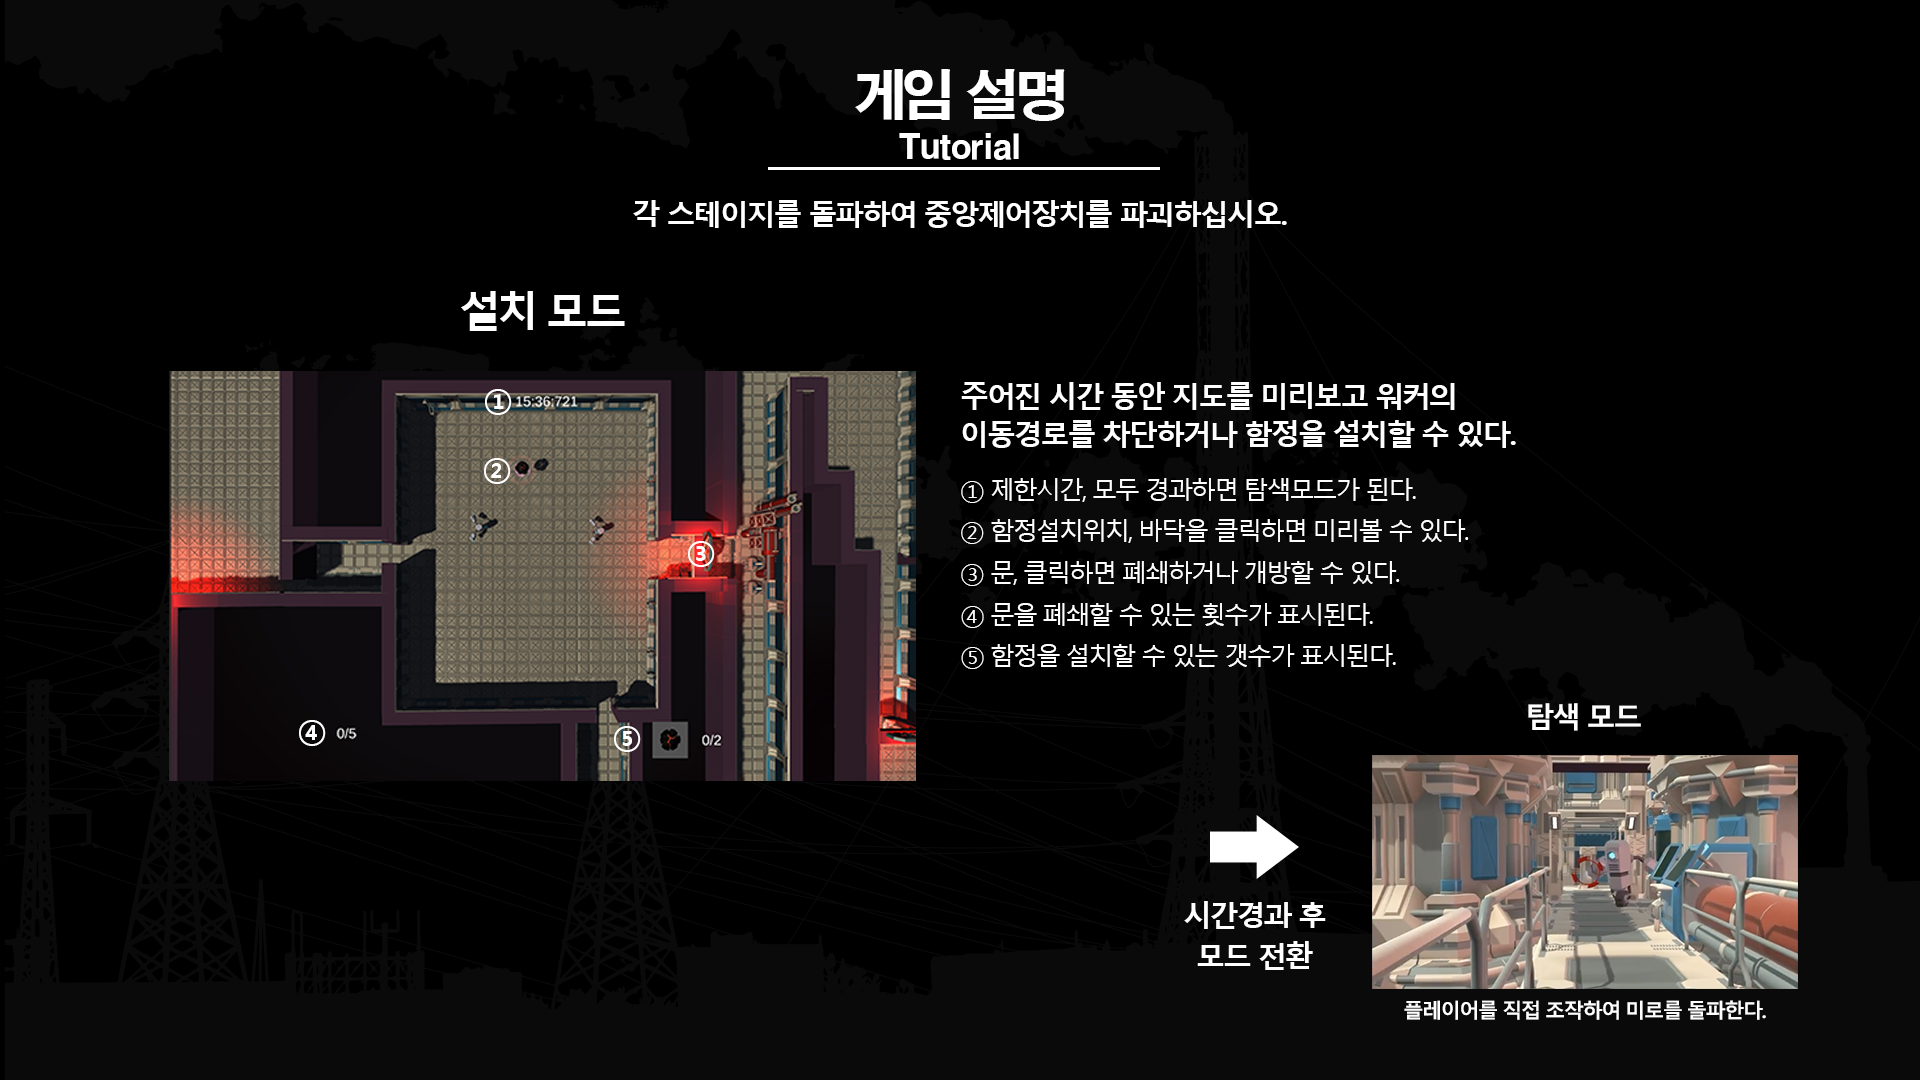 게임 설명
Tutorial
각 스테이지를 돌파하여 중앙제어장치를 파괴하십시오.
설치 모드
① 15:36:721
②
③
④ 0/5
⑤ 0/2
주어진 시간 동안 지도를 미리보고 워커의
이동경로를 차단하거나 함정을 설치할 수 있다.
① 제한시간, 모두 경과하면 탐색모드가 된다.
② 함정설치위치, 바닥을 클릭하면 미리볼 수 있다.
③ 문, 클릭하면 폐쇄하거나 개방할 수 있다.
④ 문을 폐쇄할 수 있는 횟수가 표시된다.
⑤ 함정을 설치할 수 있는 갯수가 표시된다.
탐색 모드
시간경과 후
모드 전환
플레이어를 직접 조작하여 미로를 돌파한다.